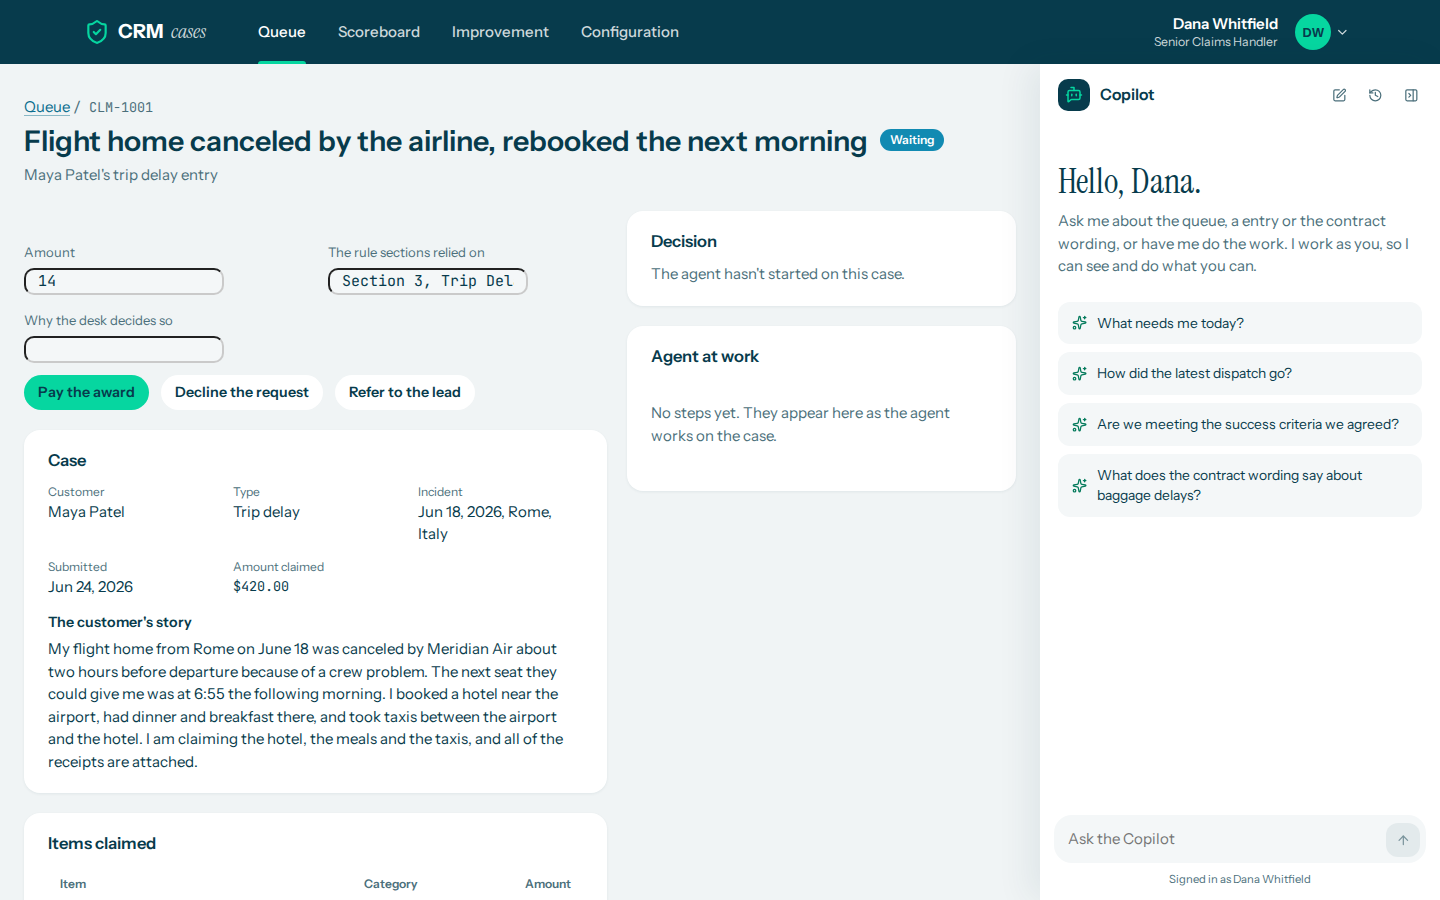 CRM cases
Queue
Scoreboard
Improvement
Configuration
Dana Whitfield
Senior Claims Handler
DW
Queue / CLM-1001
Flight home canceled by the airline, rebooked the next morning
Waiting
Maya Patel's trip delay entry
Amount
14
The rule sections relied on
Section 3, Trip Del
Why the desk decides so
Pay the award
Decline the request
Refer to the lead
Case
Customer
Maya Patel
Type
Trip delay
Incident
Jun 18, 2026, Rome,
Italy
Submitted
Jun 24, 2026
Amount claimed
$420.00
The customer's story
My flight home from Rome on June 18 was canceled by Meridian Air about
two hours before departure because of a crew problem. The next seat they
could give me was at 6:55 the following morning. I booked a hotel near the
airport, had dinner and breakfast there, and took taxis between the airport
and the hotel. I am claiming the hotel, the meals and the taxis, and all of the
receipts are attached.
Items claimed
Item
Category
Amount
Decision
The agent hasn't started on this case.
Agent at work
No steps yet. They appear here as the agent
works on the case.
Copilot
Hello, Dana.
Ask me about the queue, a entry or the contract
wording, or have me do the work. I work as you, so I
can see and do what you can.
What needs me today?
How did the latest dispatch go?
Are we meeting the success criteria we agreed?
What does the contract wording say about
baggage delays?
Ask the Copilot
Signed in as Dana Whitfield